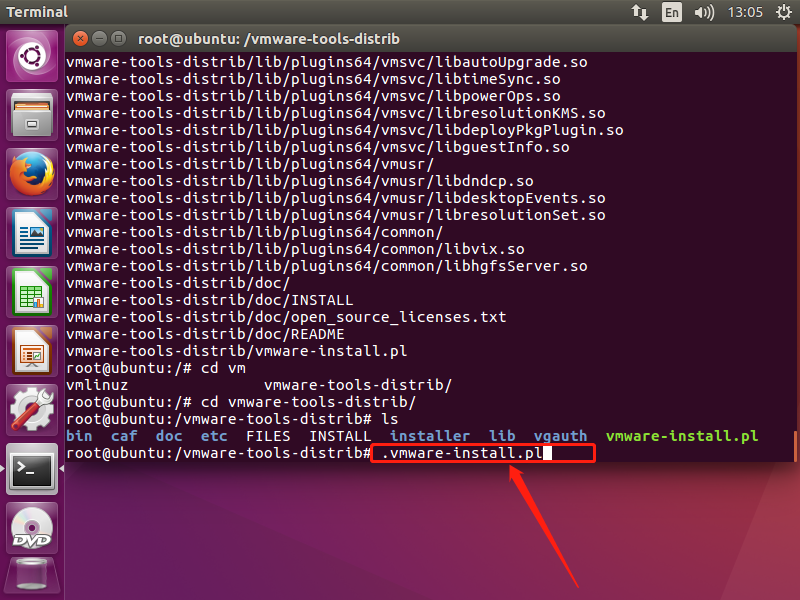 Terminal
En
13:05
root@ubuntu: /vmware-tools-distrib
vmware-tools-distrib/lib/plugins64/vmsvc/libautoUpgrade.so
vmware-tools-distrib/lib/plugins64/vmsvc/libtimeSync.so
vmware-tools-distrib/lib/plugins64/vmsvc/libpowerOps.so
vmware-tools-distrib/lib/plugins64/vmsvc/libresolutionKMS.so
vmware-tools-distrib/lib/plugins64/vmsvc/libdeployPkgPlugin.so
vmware-tools-distrib/lib/plugins64/vmsvc/libguestInfo.so
vmware-tools-distrib/lib/plugins64/vmusr/
vmware-tools-distrib/lib/plugins64/vmusr/libdndcp.so
vmware-tools-distrib/lib/plugins64/vmusr/libdesktopEvents.so
vmware-tools-distrib/lib/plugins64/vmusr/libresolutionSet.so
vmware-tools-distrib/lib/plugins64/common/
vmware-tools-distrib/lib/plugins64/common/libvix.so
vmware-tools-distrib/lib/plugins64/common/libhgfsServer.so
vmware-tools-distrib/doc/
vmware-tools-distrib/doc/INSTALL
vmware-tools-distrib/doc/open_source_licenses.txt
vmware-tools-distrib/doc/README
vmware-tools-distrib/vmware-install.pl
root@ubuntu:/# cd vm
vmlinuz vmware-tools-distrib/
root@ubuntu:/# cd vmware-tools-distrib/
root@ubuntu:/vmware-tools-distrib# ls
bin caf doc etc FILES INSTALL installer lib vgauth vmware-install.pl
root@ubuntu:/vmware-tools-distrib# .vmware-install.pl
>_
DVD